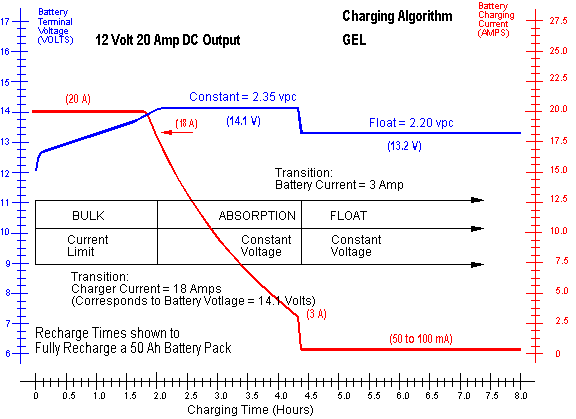 Battery
Terminal
Voltage
(VOLTS)
Charging Algorithm
GEL
12 Volt 20 Amp DC Output
Battery
Charging
Current
(AMPS)
17
16
15
14
13
12
11
10
9
8
7
6
27.5
25.0
22.5
20.0
17.5
15.0
12.5
10.0
7.5
5.0
2.5
0
(20 A)
Constant = 2.35 vpc
(14.1 V)
(18 A)
Float = 2.20 vpc
(13.2 V)
Transition:
Battery Current = 3 Amp
BULK
ABSORPTION
FLOAT
Current
Limit
Constant
Voltage
Constant
Voltage
Transition:
Charger Current = 18 Amps
(Corresponds to Battery Votlage = 14.1 Volts)
(3 A)
(50 to 100 mA)
Recharge Times shown to
Fully Recharge a 50 Ah Battery Pack
0 0.5 1.0 1.5 2.0 2.5 3.0 3.5 4.0 4.5 5.0 5.5 6.0 6.5 7.0 7.5 8.0
Charging Time (Hours)